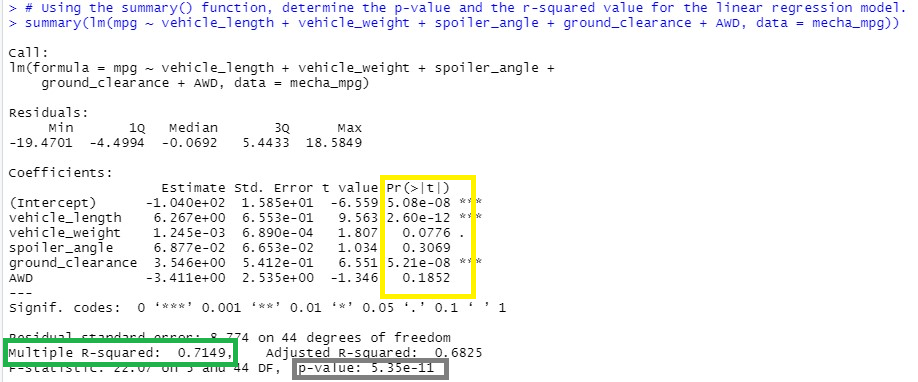 > # Using the summary() function, determine the p-value and the r-squared value for the linear regression model.
> summary(lm(mpg ~ vehicle_length + vehicle_weight + spoiler_angle + ground_clearance + AWD, data = mecha_mpg))
Call:
lm(formula = mpg ~ vehicle_length + vehicle_weight + spoiler_angle +
    ground_clearance + AWD, data = mecha_mpg)
Residuals:
     Min       1Q   Median       3Q      Max
-19.4701  -4.4994  -0.0692   5.4433  18.5849
Coefficients:
                   Estimate Std. Error t value Pr(>|t|)
(Intercept)      -1.040e+02  1.585e+01  -6.559 5.08e-08 ***
vehicle_length    6.267e+00  6.553e-01   9.563 2.60e-12 ***
vehicle_weight    1.245e-03  6.890e-04   1.807   0.0776 .
spoiler_angle     6.877e-02  6.653e-02   1.034   0.3069
ground_clearance  3.546e+00  5.412e-01   6.551 5.21e-08 ***
AWD              -3.411e+00  2.535e+00  -1.346   0.1852
---
Signif. codes:  0 ‘***’ 0.001 ‘**’ 0.01 ‘*’ 0.05 ‘.’ 0.1 ‘ ’ 1
Residual standard error: 8.774 on 44 degrees of freedom
Multiple R-squared:  0.7149,    Adjusted R-squared:  0.6825
F-statistic: 22.07 on 5 and 44 DF,  p-value: 5.35e-11